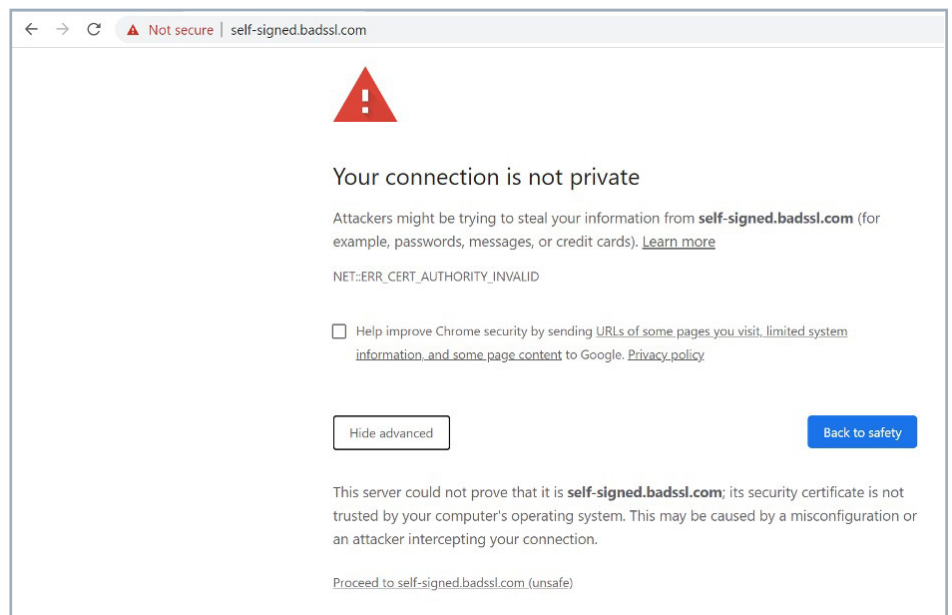 Not secure | self-signed.badssl.com
Your connection is not private
Attackers might be trying to steal your information from self-signed.badssl.com (for
example, passwords, messages, or credit cards). Learn more
NET::ERR_CERT_AUTHORITY_INVALID
Help improve Chrome security by sending URLs of some pages you visit, limited system
information, and some page content to Google. Privacy policy
Hide advanced
Back to safety
This server could not prove that it is self-signed.badssl.com; its security certificate is not
trusted by your computer's operating system. This may be caused by a misconfiguration or
an attacker intercepting your connection.
Proceed to self-signed.badssl.com (unsafe)